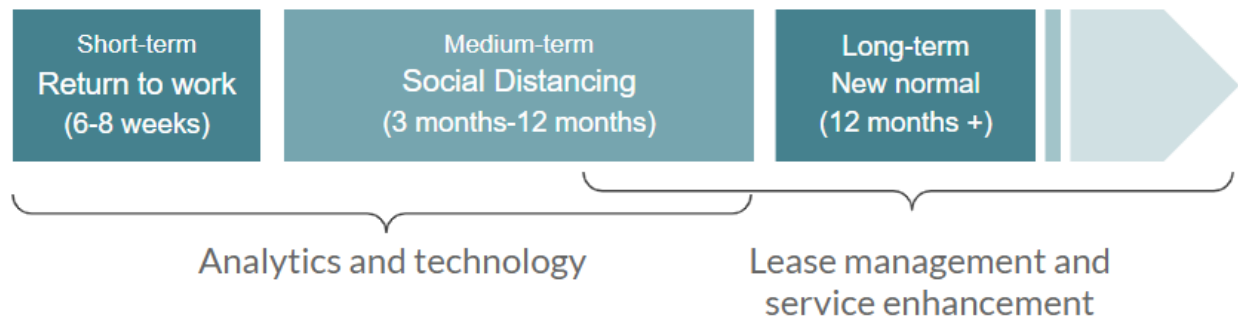 Short-term
Return to work
(6-8 weeks)
Medium-term
Social Distancing
(3 months-12 months)
Long-term
New normal
(12 months +)
Analytics and technology
Lease management and
service enhancement